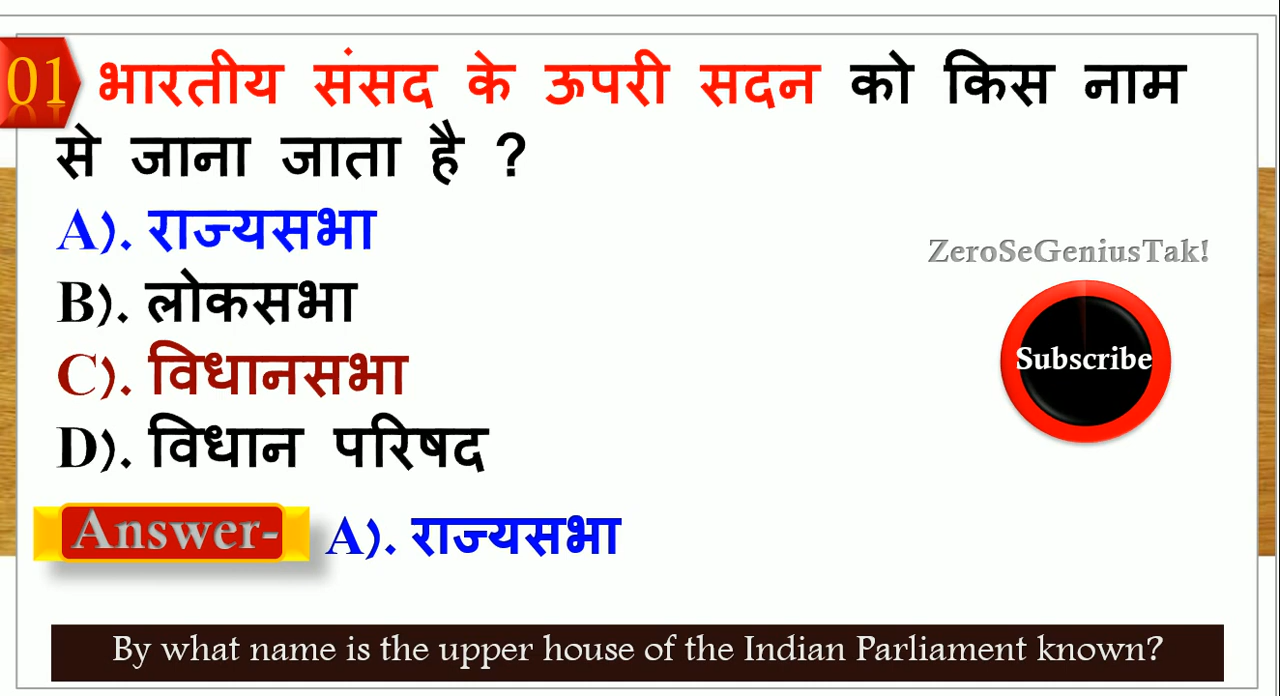 01 भारतीय संसद के ऊपरी सदन को किस नाम
से जाना जाता है ?
A). राज्यसभा
ZeroSeGeniusTak!
B). लोकसभा
Subscribe
C). विधानसभा
D). विधान परिषद
Answer- A). राज्यसभा
By what name is the upper house of the Indian Parliament known?